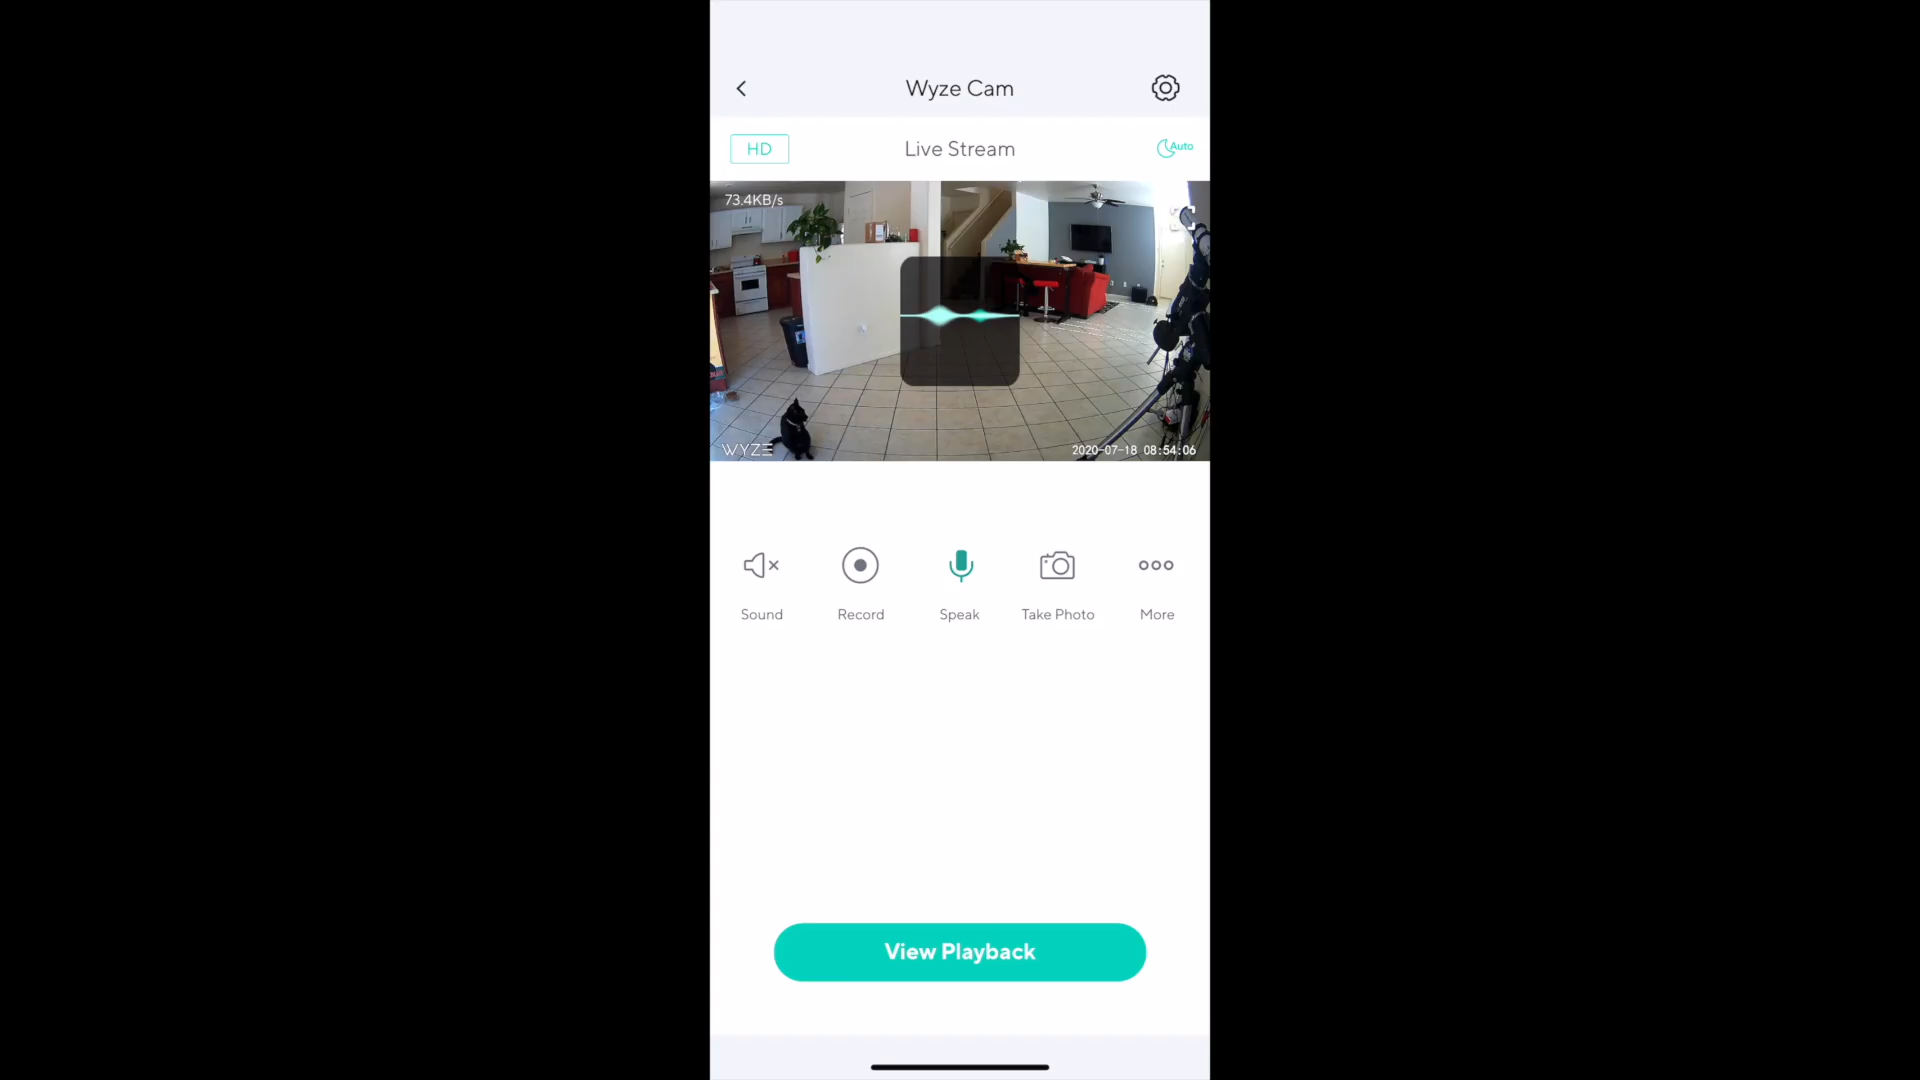 Wyze Cam
HD
Live Stream
Auto
73.4KB/s
WYZE
2020-07-18 08:54:06
Sound
Record
Speak
Take Photo
More
View Playback